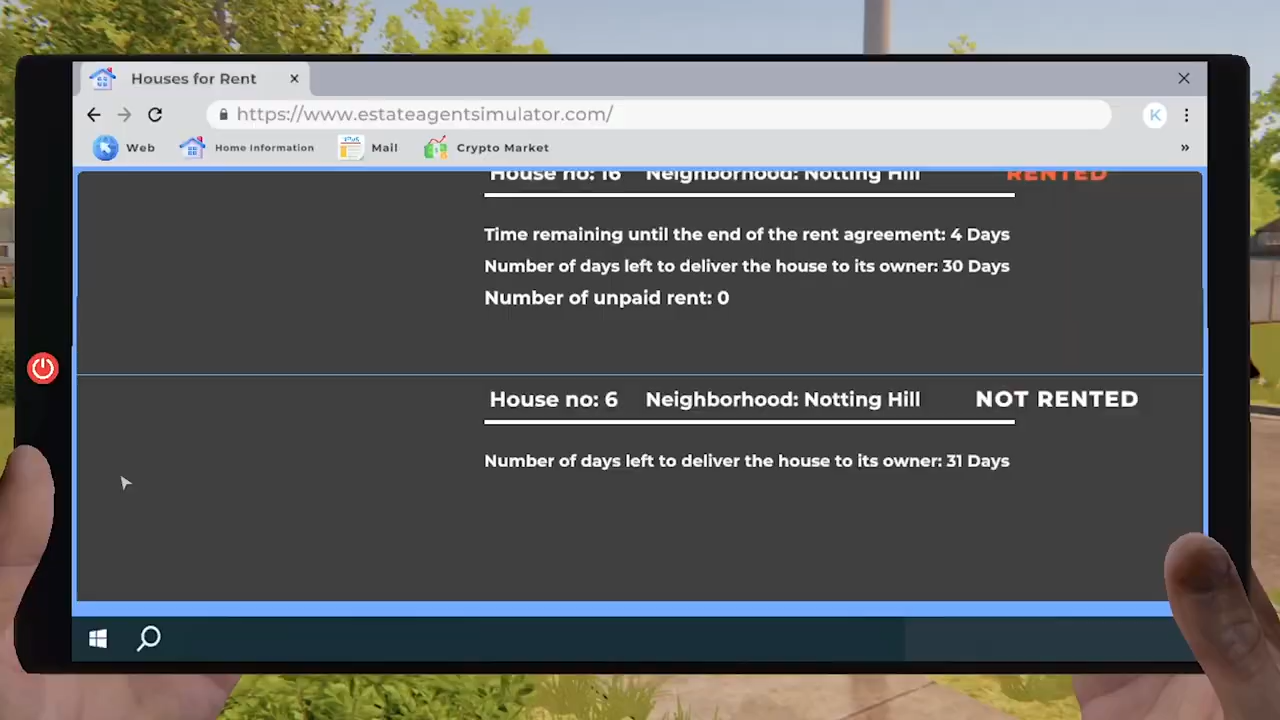 Houses for Rent
https://www.estateagentsimulator.com/
K
Web
Home Information
Mail
Crypto Market
»
House no: 16 Neighborhood: Notting Hill RENTED
Time remaining until the end of the rent agreement: 4 Days
Number of days left to deliver the house to its owner: 30 Days
Number of unpaid rent: 0
House no: 6 Neighborhood: Notting Hill NOT RENTED
Number of days left to deliver the house to its owner: 31 Days